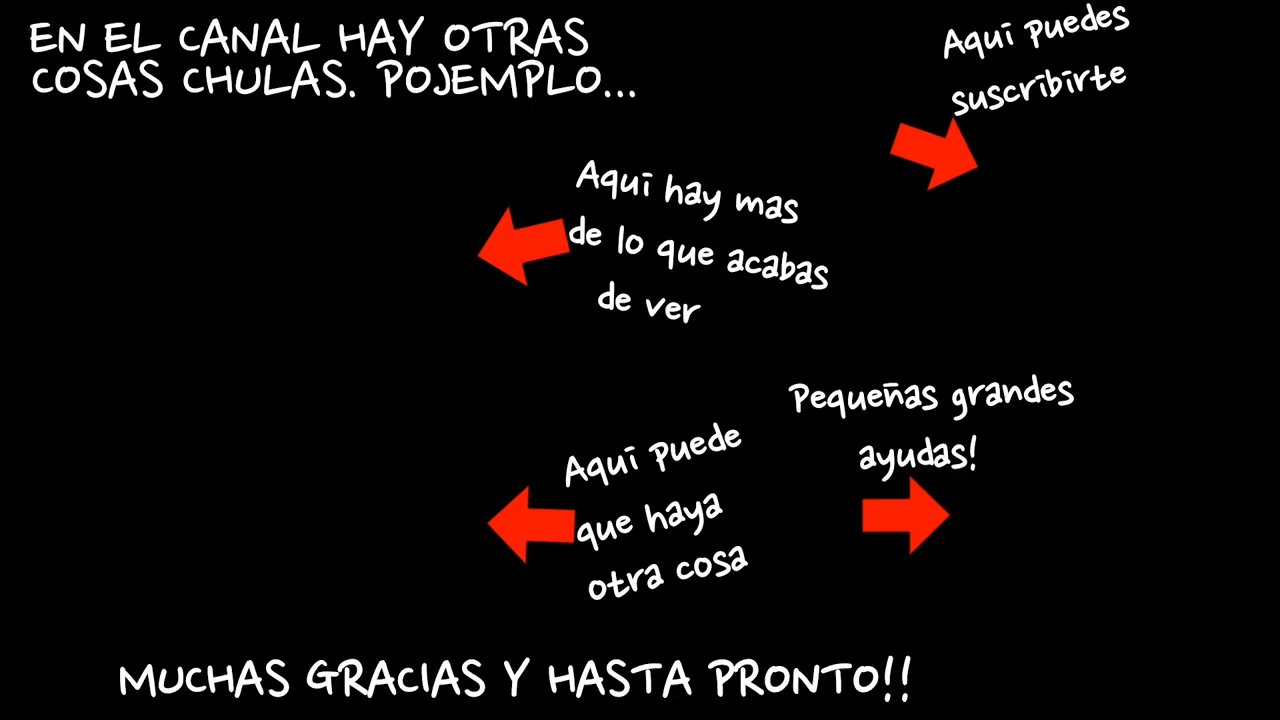 EN EL CANAL HAY OTRAS
COSAS CHULAS. POJEMPLO...
Aqui puedes
suscribirte
Aqui hay mas
de lo que acabas
de ver
Pequeñas grandes
ayudas!
Aqui puede
que haya
otra cosa
MUCHAS GRACIAS Y HASTA PRONTO!!